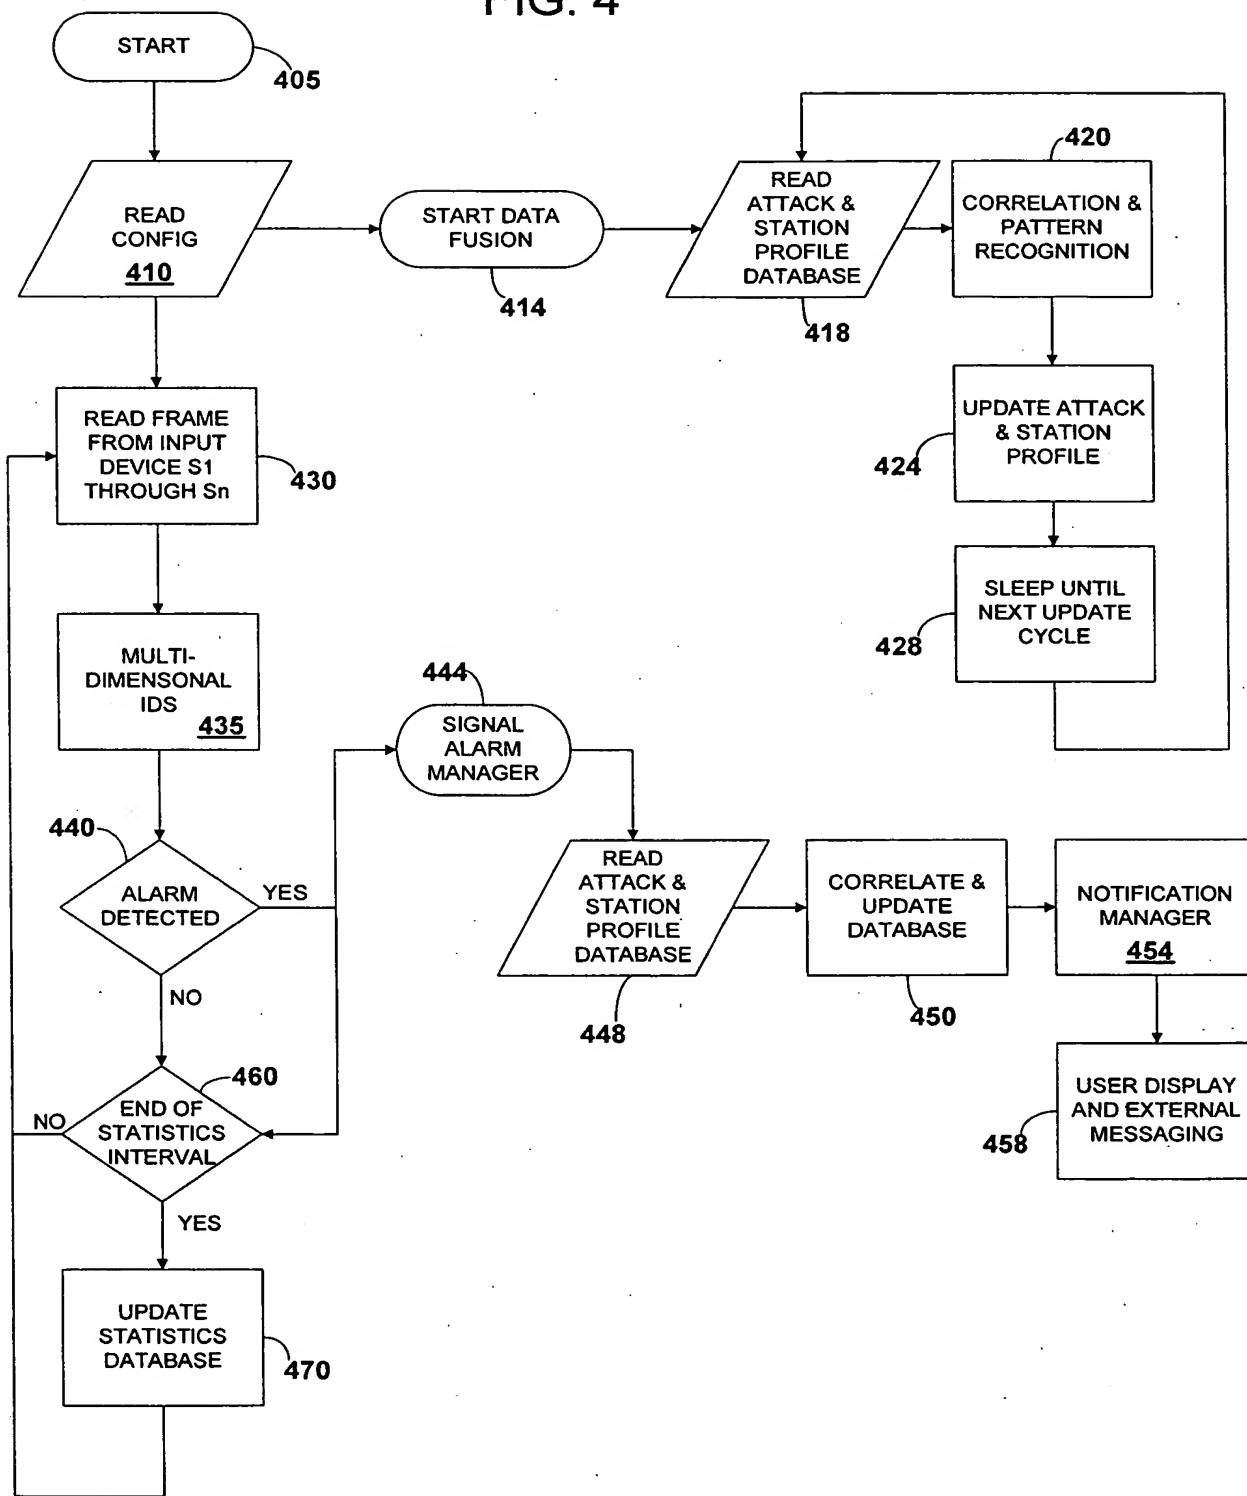 FIG. 4
START
405
READ
CONFIG
410
START DATA
FUSION
414
READ
ATTACK &
STATION
PROFILE
DATABASE
418
420
CORRELATION &
PATTERN
RECOGNITION
UPDATE ATTACK
& STATION
PROFILE
424
SLEEP UNTIL
NEXT UPDATE
CYCLE
428
READ FRAME
FROM INPUT
DEVICE S1
THROUGH Sn
430
MULTI-
DIMENSONAL
IDS
435
440
ALARM
DETECTED
YES
NO
444
SIGNAL
ALARM
MANAGER
READ
ATTACK &
STATION
PROFILE
DATABASE
448
CORRELATE &
UPDATE
DATABASE
450
NOTIFICATION
MANAGER
454
USER DISPLAY
AND EXTERNAL
MESSAGING
458
460
END OF
STATISTICS
INTERVAL
NO
YES
UPDATE
STATISTICS
DATABASE
470